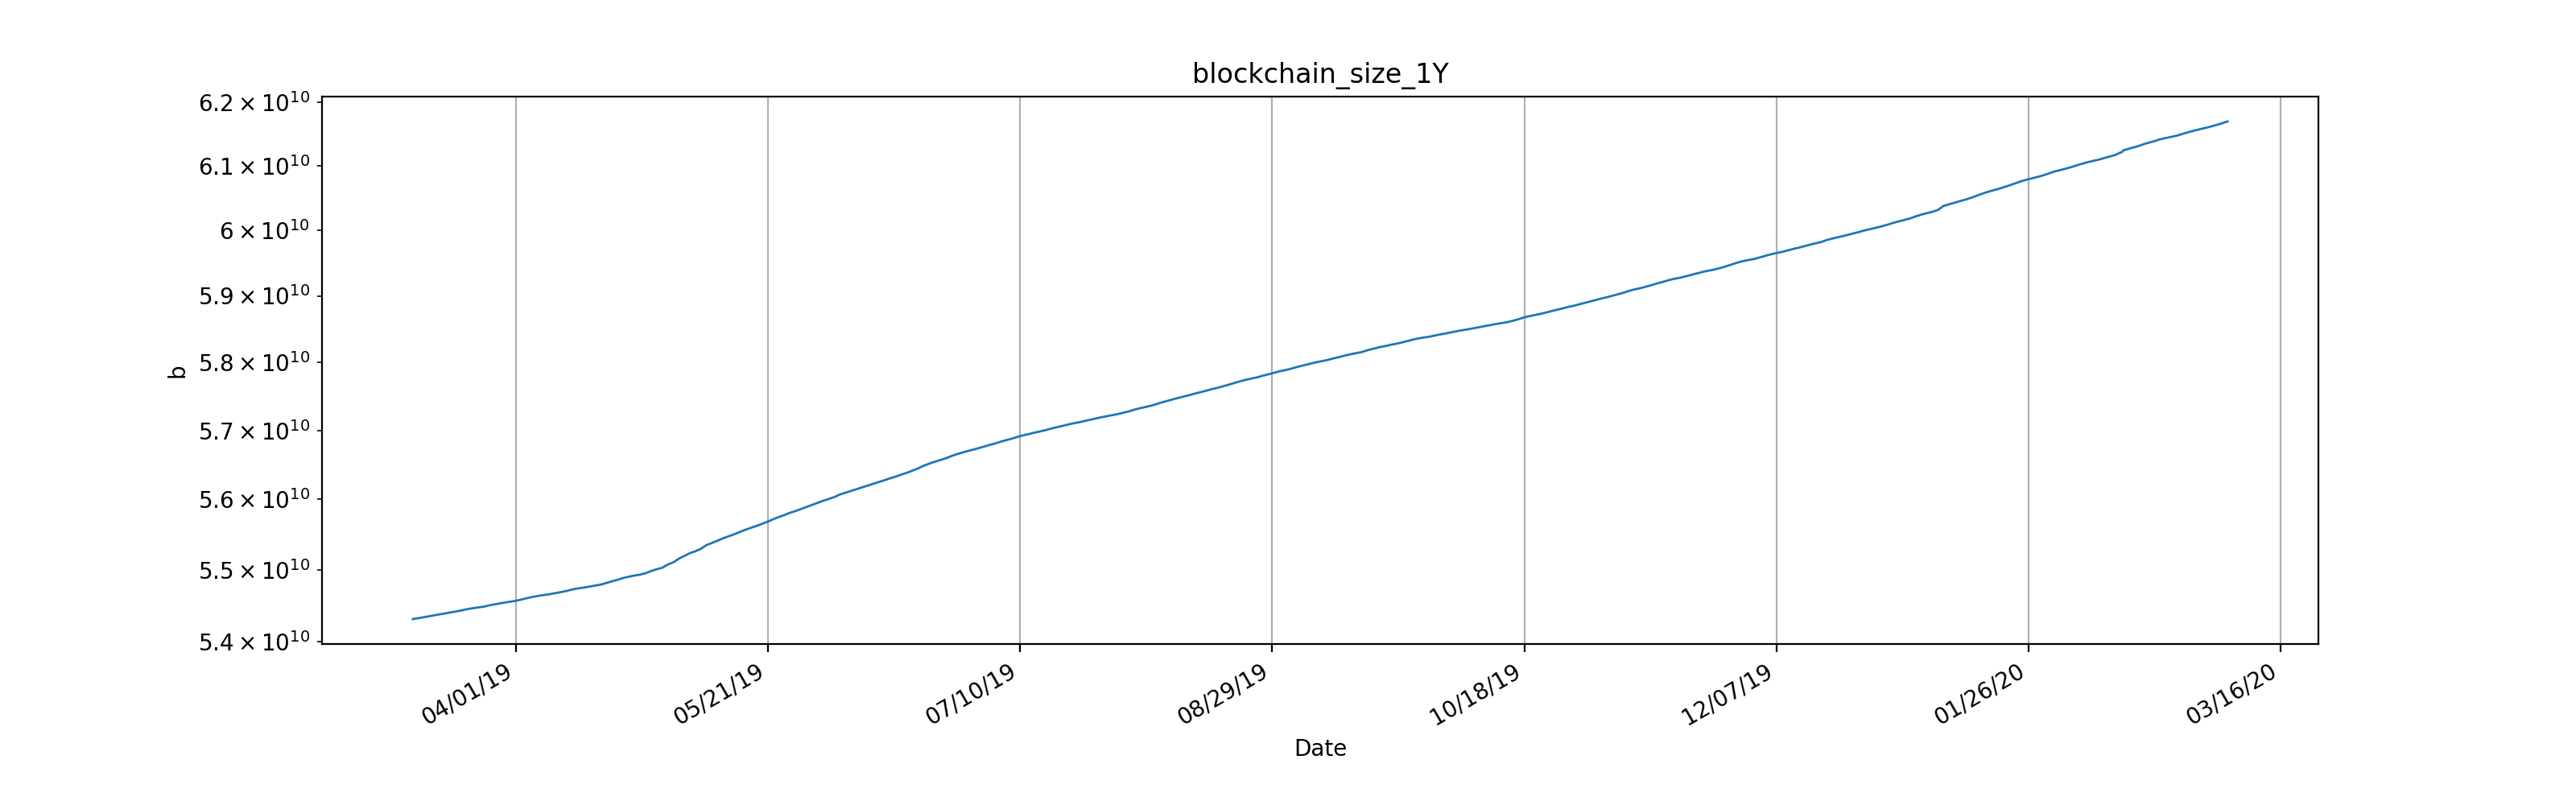 blockchain_size_1Y
6.2 × 10¹⁰
6.1 × 10¹⁰
6 × 10¹⁰
5.9 × 10¹⁰
5.8 × 10¹⁰
b
5.7 × 10¹⁰
5.6 × 10¹⁰
5.5 × 10¹⁰
5.4 × 10¹⁰
04/01/19 05/21/19 07/10/19 08/29/19 10/18/19 12/07/19 01/26/20 03/16/20
Date